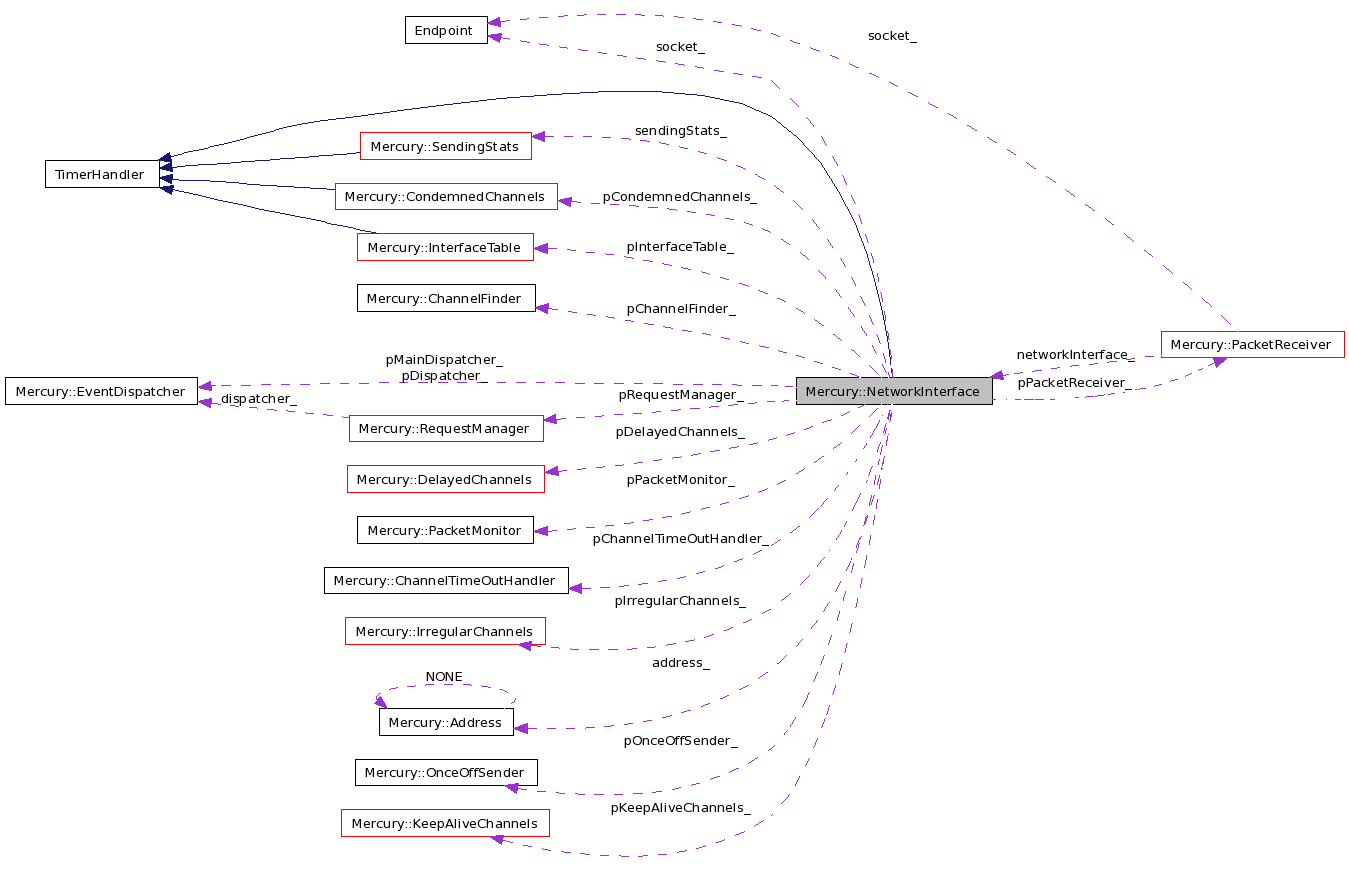 Endpoint
socket_
socket_
sendingStats_
Mercury::SendingStats
TimerHandler
Mercury::CondemnedChannels
pCondemnedChannels_
Mercury::InterfaceTable
pInterfaceTable_
Mercury::ChannelFinder
pChannelFinder_
Mercury::PacketReceiver
networkInterface_
pPacketReceiver_
pMainDispatcher_
pDispatcher_
Mercury::EventDispatcher
dispatcher_
Mercury::NetworkInterface
pRequestManager_
Mercury::RequestManager
pDelayedChannels_
Mercury::DelayedChannels
pPacketMonitor_
Mercury::PacketMonitor
pChannelTimeOutHandler_
Mercury::ChannelTimeOutHandler
pIrregularChannels_
Mercury::IrregularChannels
address_
NONE
Mercury::Address
pOnceOffSender_
Mercury::OnceOffSender
pKeepAliveChannels_
Mercury::KeepAliveChannels